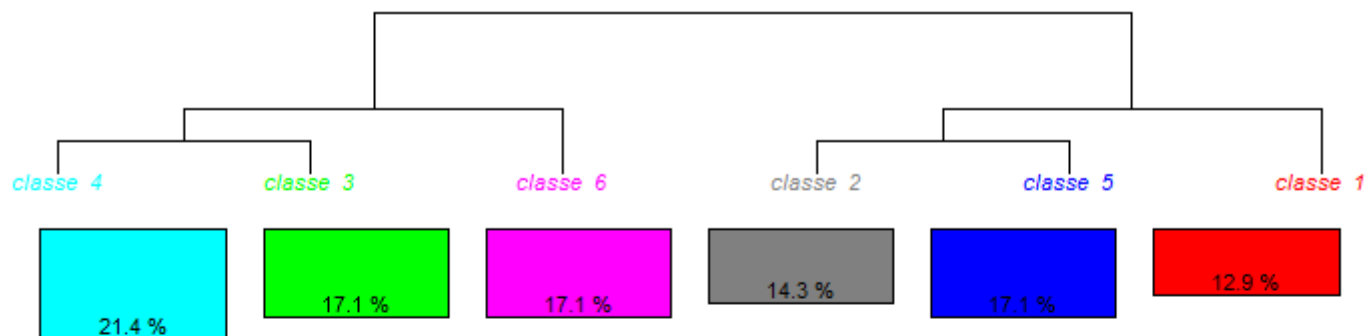 classe 4 classe 3 classe 6 classe 2 classe 5 classe 1
21.4 % 17.1 % 17.1 % 14.3 % 17.1 % 12.9 %